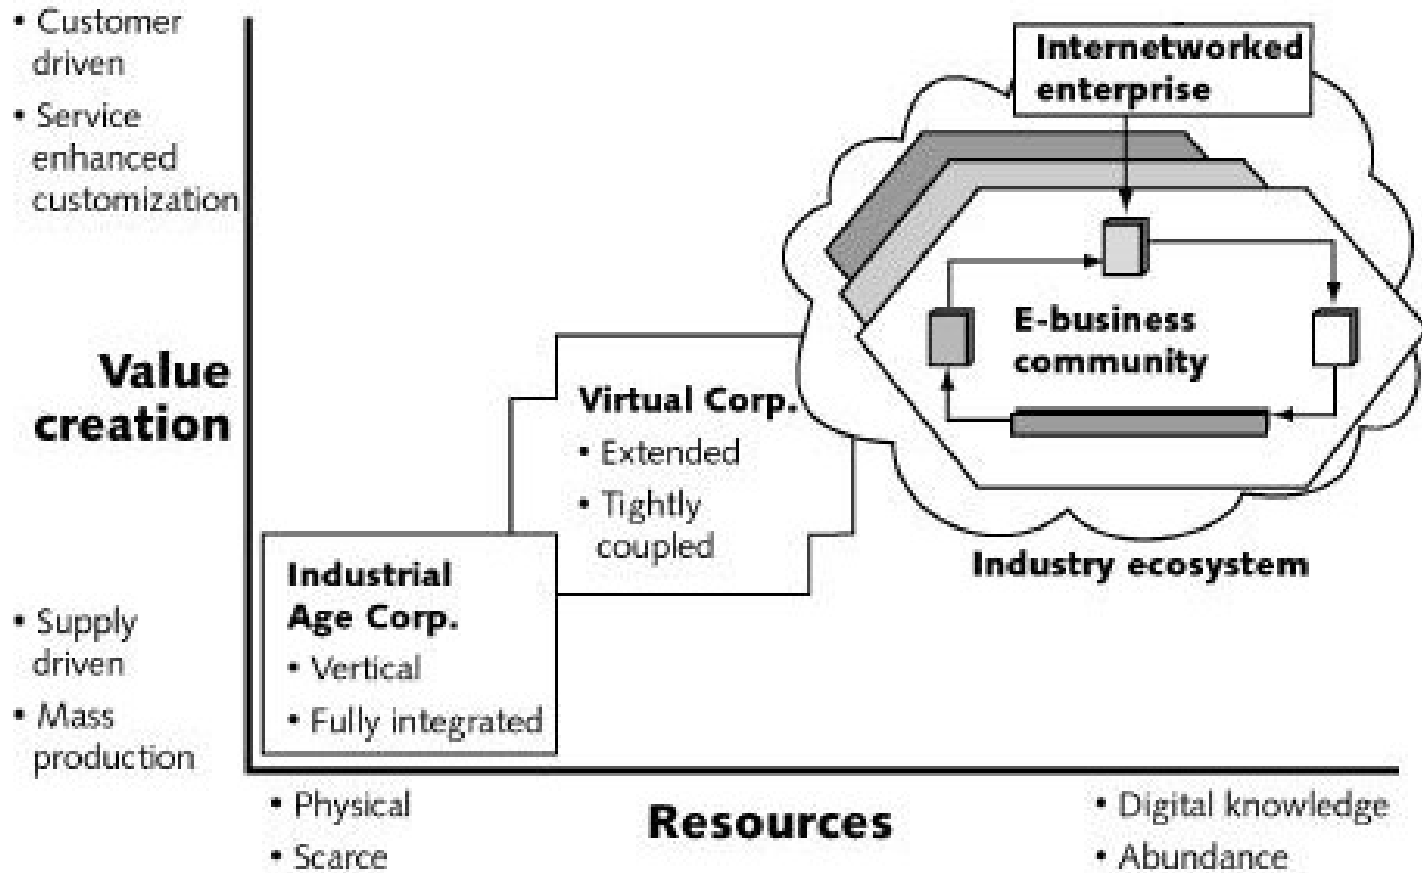 • Customer
driven
• Service
enhanced
customization
Value
creation
• Supply
driven
• Mass
production
Internetworked
enterprise
E-business
community
Industry ecosystem
Virtual Corp.
• Extended
• Tightly
coupled
Industrial
Age Corp.
• Vertical
• Fully integrated
• Physical
• Scarce
Resources
• Digital knowledge
• Abundance